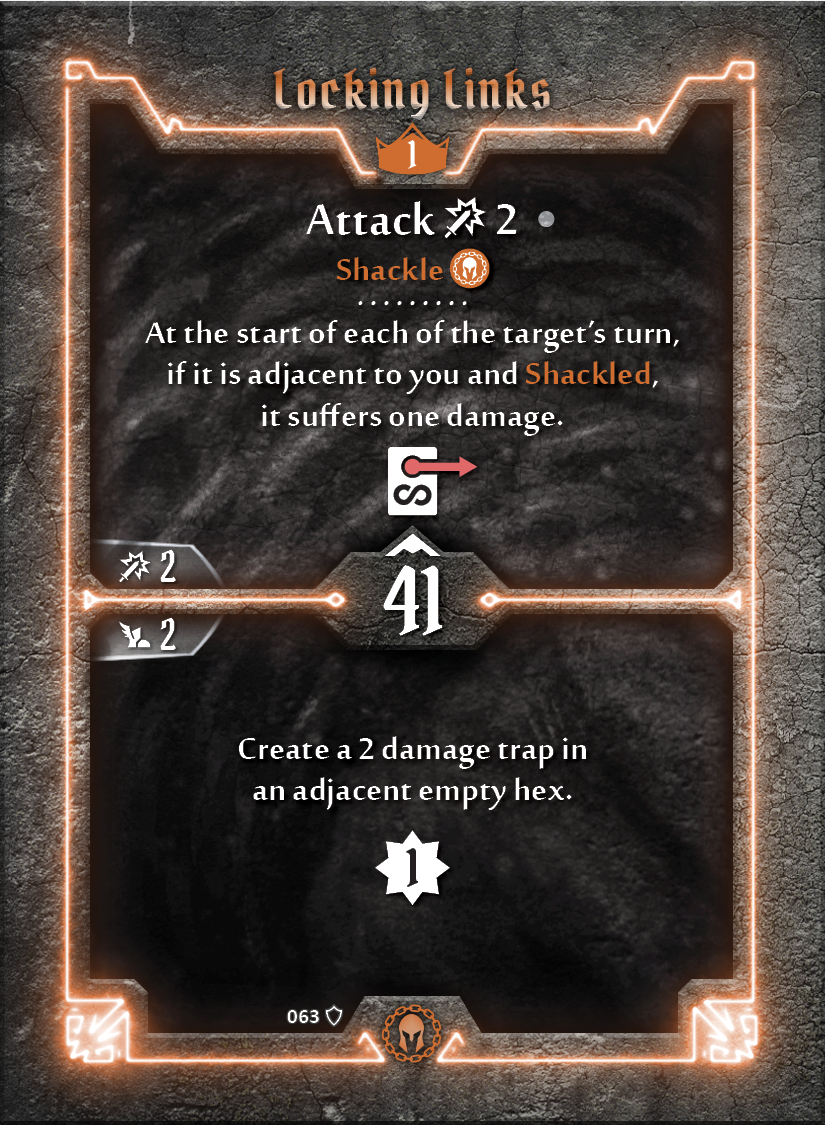 Locking Links
1
Attack 2
Shackle
At the start of each of the target's turn,
if it is adjacent to you and Shackled,
it suffers one damage.
2
41
2
Create a 2 damage trap in
an adjacent empty hex.
1
063